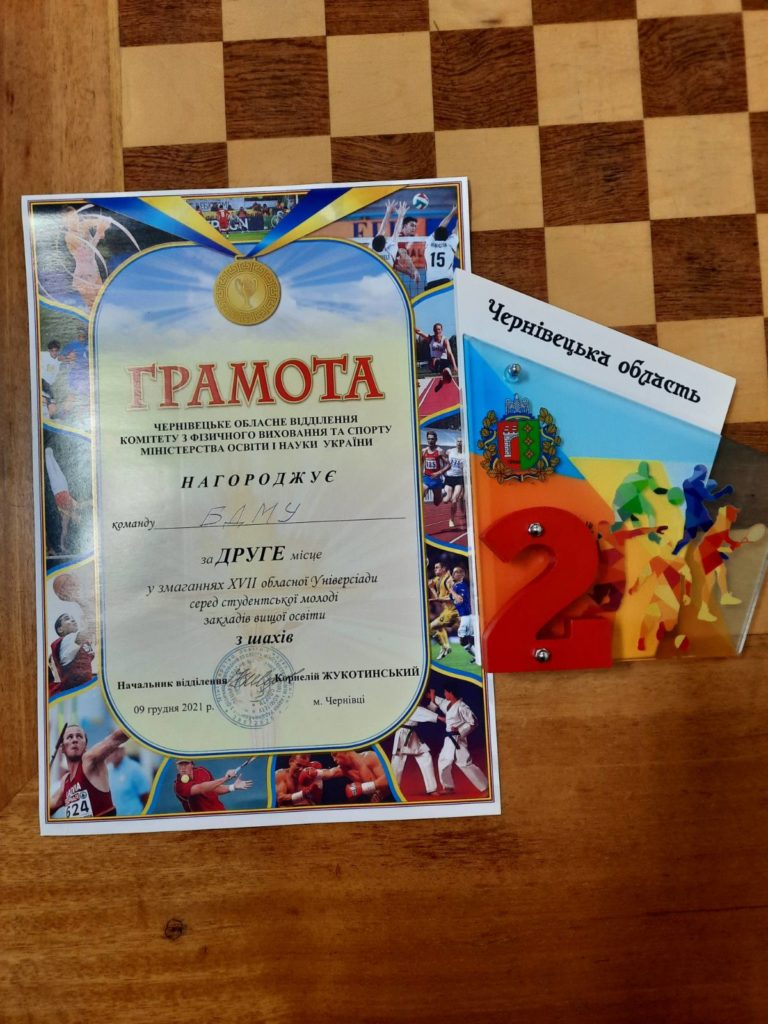 ГРАМОТА
ЧЕРНІВЕЦЬКЕ ОБЛАСНЕ ВІДДІЛЕННЯ
КОМІТЕТУ З ФІЗИЧНОГО ВИХОВАННЯ ТА СПОРТУ
МІНІСТЕРСТВА ОСВІТИ І НАУКИ УКРАЇНИ
НАГОРОДЖУЄ
команду БДМУ
за ДРУГЕ місце
у змаганнях XVII обласної Універсіади
серед студентської молоді
закладів вищої освіти
з шахів
Начальник відділення Корнелій ЖУКОТИНСЬКИЙ
09 грудня 2021 р. м. Чернівці
15
624
Чернівецька область
2